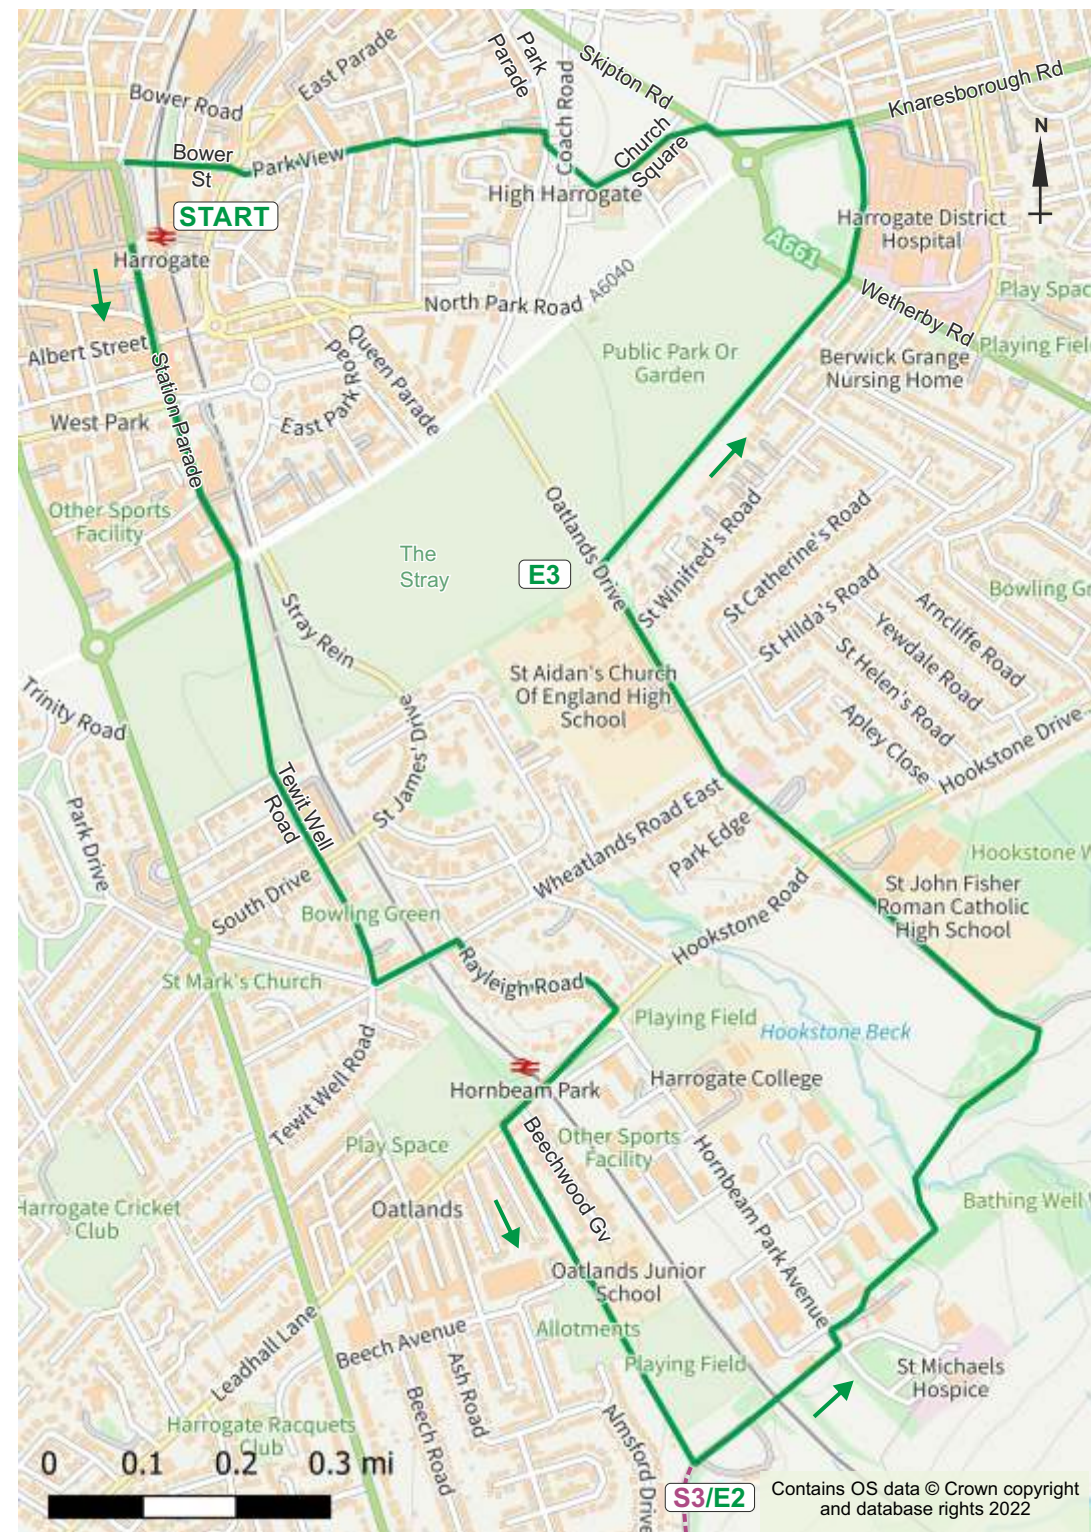 Skipton Rd
Knaresborough Rd
East Parade
Park
Parade
Coach Road
Bower Road
Bower
St
Park View
Church
Square
High Harrogate
N
START
Harrogate
Harrogate District
Hospital
A661
A6040
North Park Road
Wetherby Rd
Play Spac
Playing Field
Albert Street
Station Parade
Queen Parade
East Park
Road
Public Park Or
Garden
Berwick Grange
Nursing Home
West Park
Other Sports
Facility
The
Stray
E3
Oatlands Drive
St Winifred's Road
St Catherine's Road
St Hilda's Road
Bowling Gr
Arncliffe Road
Yewdale Road
St Helen's Road
Apley Close
Hookstone Drive
Stray Rein
St Aidan's Church
Of England High
School
Trinity Road
St James' Drive
Tewit Well
Road
Park Drive
Wheatlands Road East
Park Edge
Hookstone W
South Drive
Bowling Green
Hookstone Road
St John Fisher
Roman Catholic
High School
St Mark's Church
Rayleigh Road
Playing Field
Hookstone Beck
Tewit Well Road
Hornbeam Park
Harrogate College
Play Space
Beechwood Gv
Other Sports
Facility
Hornbeam Park Avenue
Harrogate Cricket
Club
Oatlands
Bathing Well
Oatlands Junior
School
Allotments
Leadhall Lane
Beech Avenue
Ash Road
Beech Road
Playing Field
St Michaels
Hospice
Almsford Drive
Harrogate Racquets
Club
0 0.1 0.2 0.3 mi
S3/E2
Contains OS data © Crown copyright
and database rights 2022